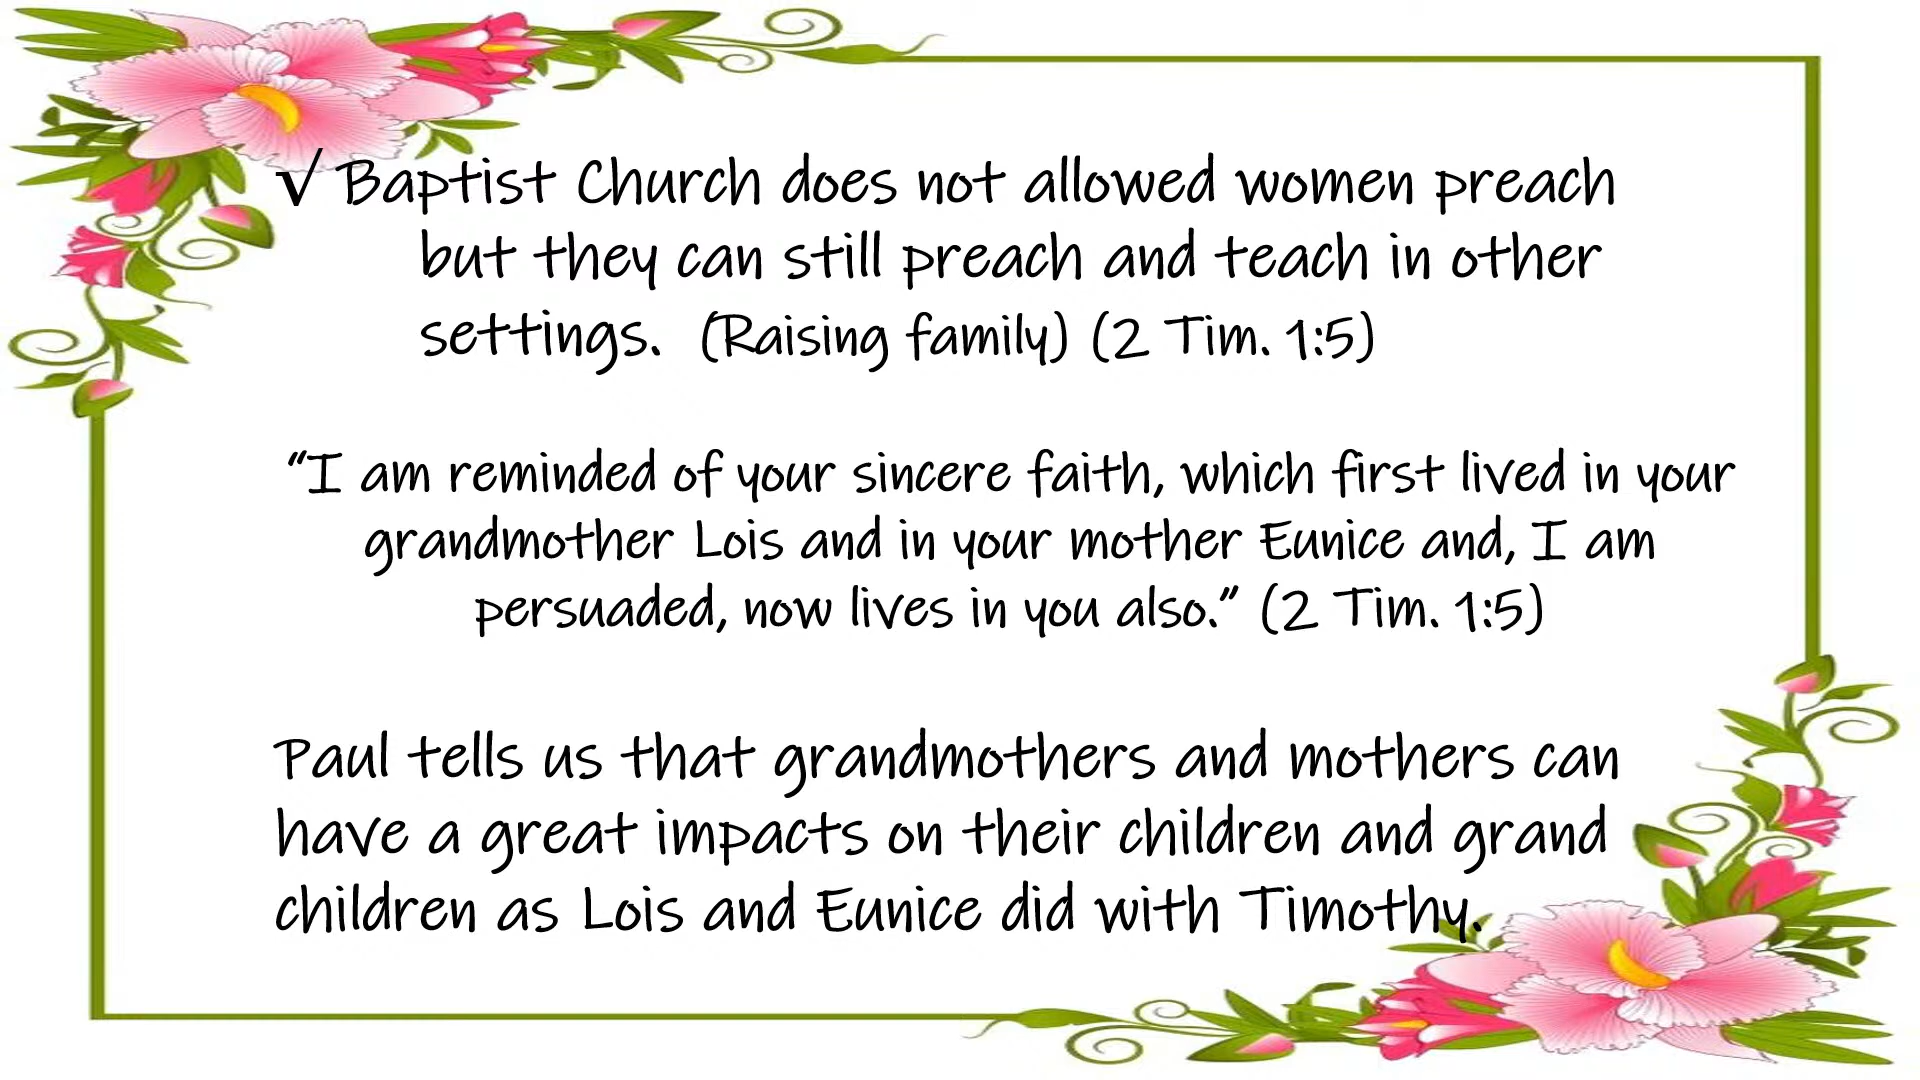 √ Baptist Church does not allowed women preach
but they can still preach and teach in other
settings. (Raising family) (2 Tim. 1:5)
“I am reminded of your sincere faith, which first lived in your
grandmother Lois and in your mother Eunice and, I am
persuaded, now lives in you also.” (2 Tim. 1:5)
Paul tells us that grandmothers and mothers can
have a great impacts on their children and grand
children as Lois and Eunice did with Timothy.